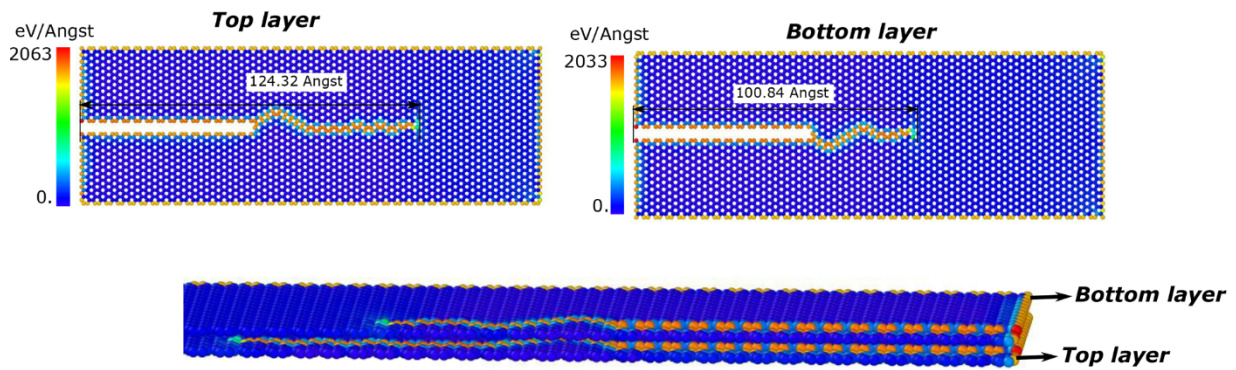 Top layer
eV/Angst
2063
124.32 Angst
0.
Bottom layer
eV/Angst
2033
100.84 Angst
0.
Bottom layer
Top layer